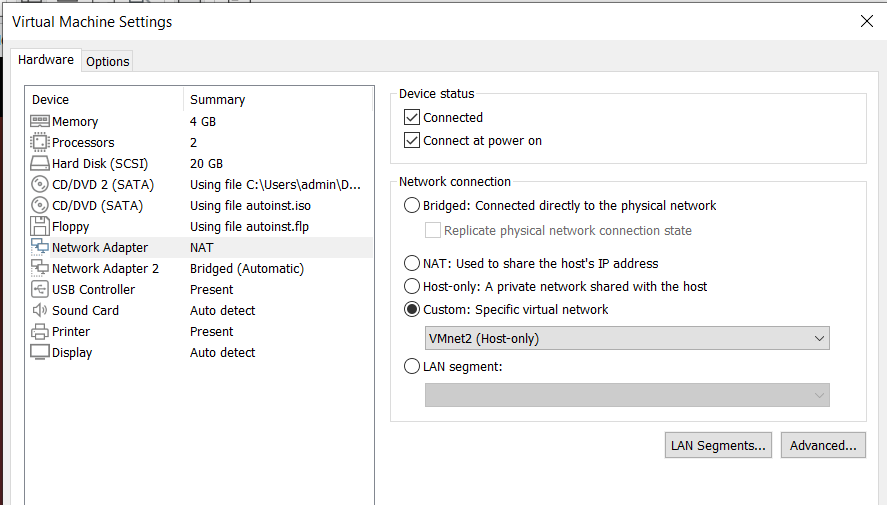 Virtual Machine Settings
Hardware Options
Device Summary
Memory 4 GB
Processors 2
Hard Disk (SCSI) 20 GB
CD/DVD 2 (SATA) Using file C:\Users\admin\D...
CD/DVD (SATA) Using file autoinst.iso
Floppy Using file autoinst.flp
Network Adapter NAT
Network Adapter 2 Bridged (Automatic)
USB Controller Present
Sound Card Auto detect
Printer Present
Display Auto detect
Device status
Connected
Connect at power on
Network connection
Bridged: Connected directly to the physical network
Replicate physical network connection state
NAT: Used to share the host's IP address
Host-only: A private network shared with the host
Custom: Specific virtual network
VMnet2 (Host-only)
LAN segment:
LAN Segments... Advanced...